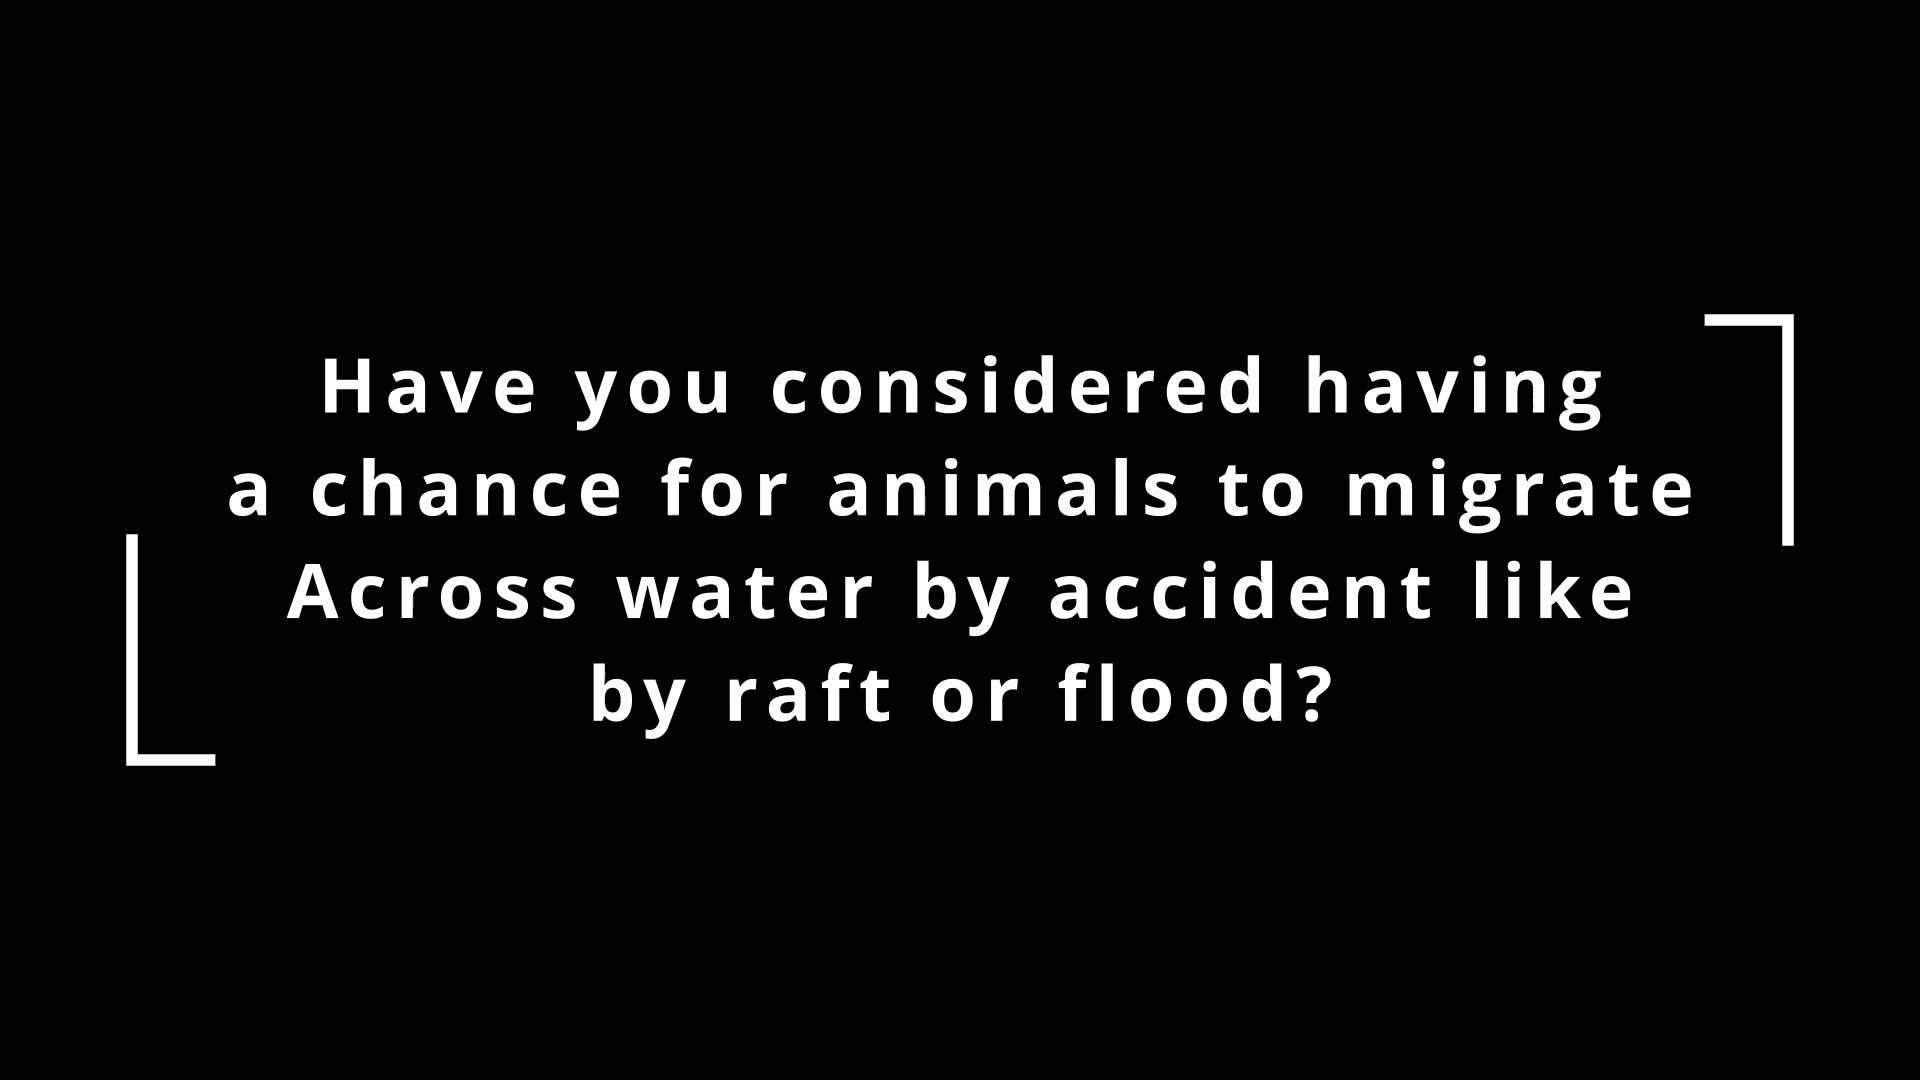 Have you considered having
a chance for animals to migrate
Across water by accident like
by raft or flood?